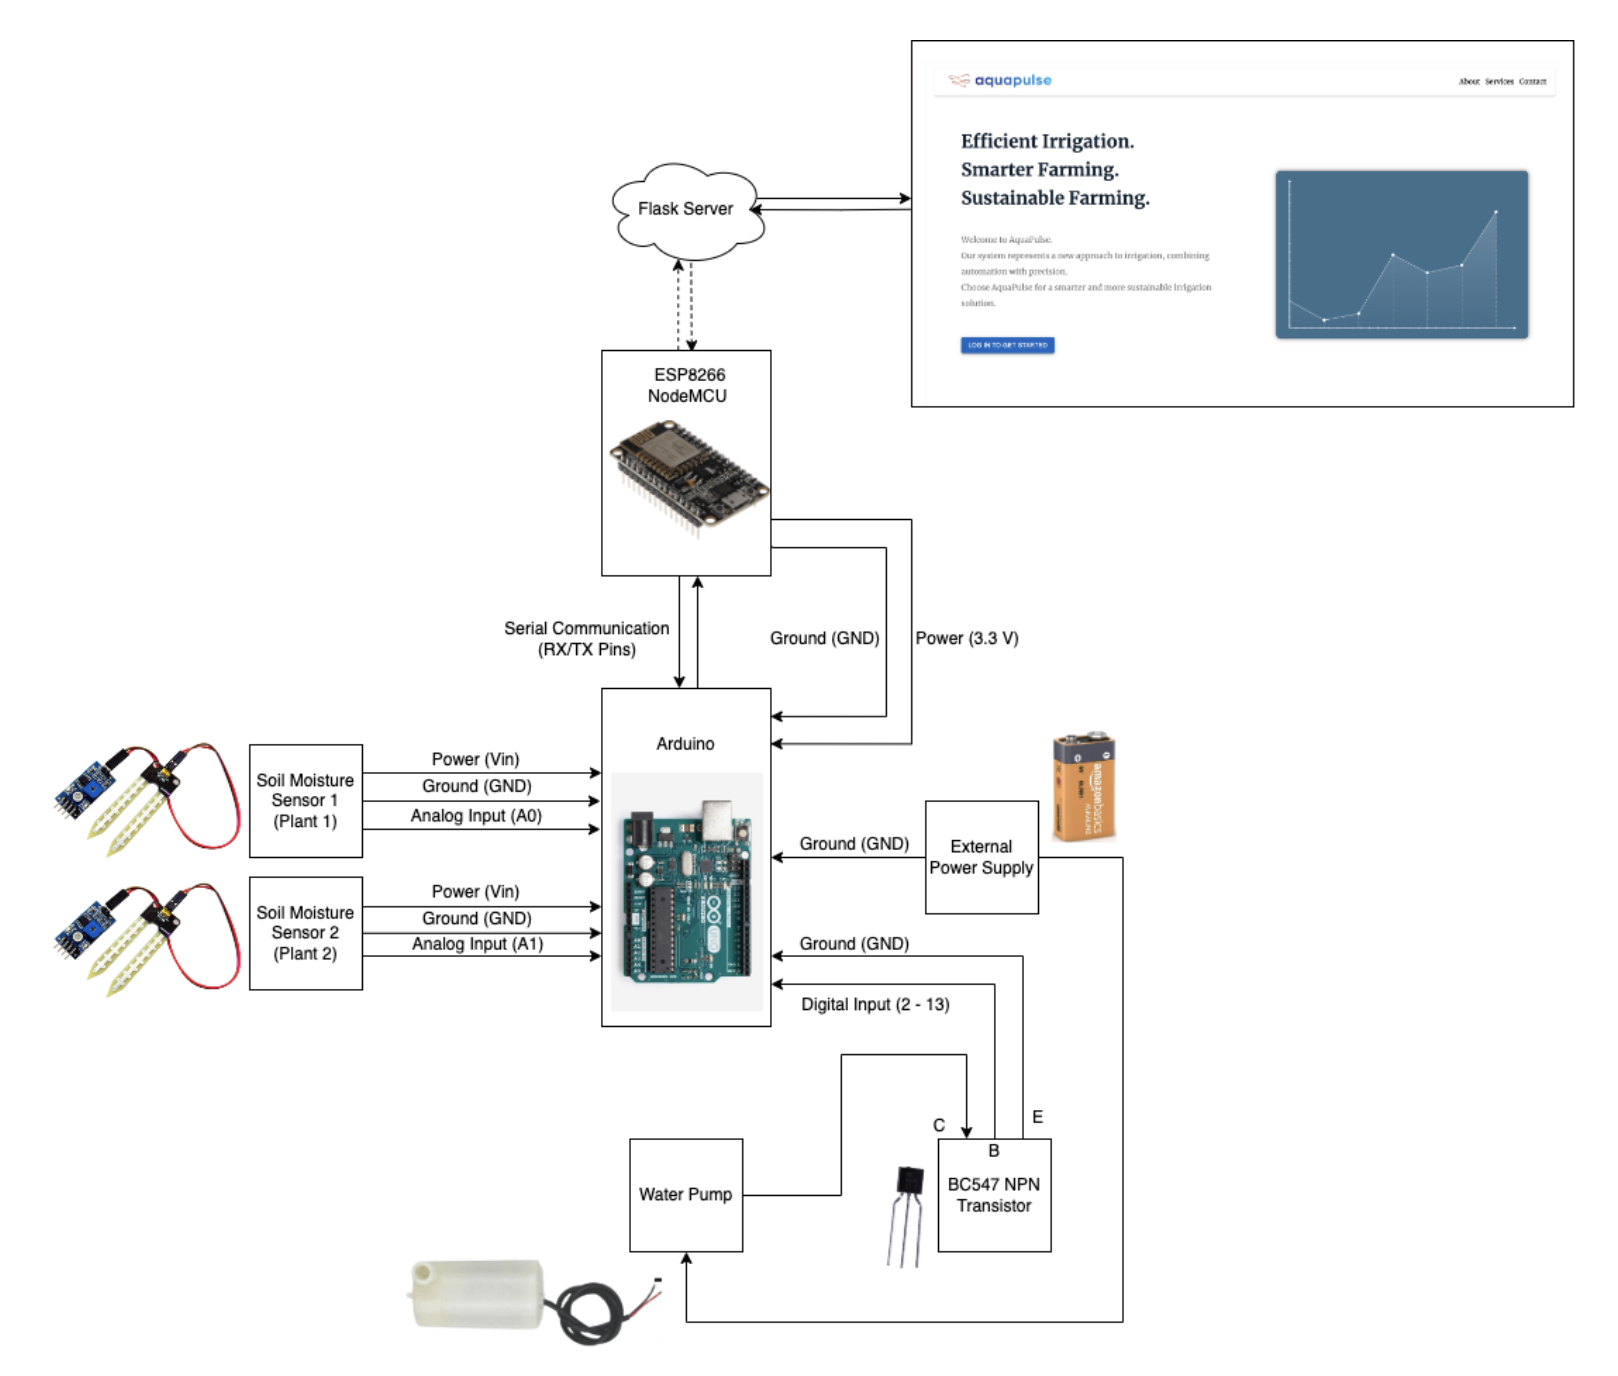 aquapulse
About Services Contact
Efficient Irrigation.
Smarter Farming.
Sustainable Farming.
Welcome to AquaPulse.
Our system represents a new approach to irrigation, combining
automation with precision.
Choose AquaPulse for a smarter and more sustainable irrigation
solution.
LOG IN TO GET STARTED
Flask Server
ESP8266
NodeMCU
Serial Communication
(RX/TX Pins)
Ground (GND)
Power (3.3 V)
Arduino
Soil Moisture
Sensor 1
(Plant 1)
Power (Vin)
Ground (GND)
Analog Input (A0)
Soil Moisture
Sensor 2
(Plant 2)
Power (Vin)
Ground (GND)
Analog Input (A1)
Ground (GND)
External
Power Supply
amazonbasics
Ground (GND)
Digital Input (2 - 13)
Water Pump
C
B
E
BC547 NPN
Transistor